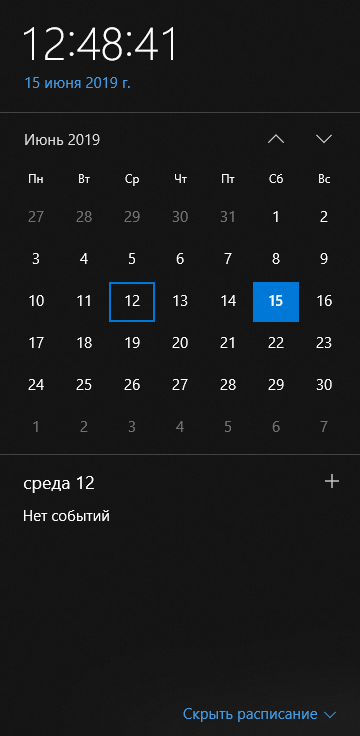 12:48:41
15 июня 2019 г.
Июнь 2019
Пн Вт Ср Чт Пт Сб Вс
27 28 29 30 31 1 2
3 4 5 6 7 8 9
10 11 12 13 14 15 16
17 18 19 20 21 22 23
24 25 26 27 28 29 30
1 2 3 4 5 6 7
среда 12
Нет событий
Скрыть расписание